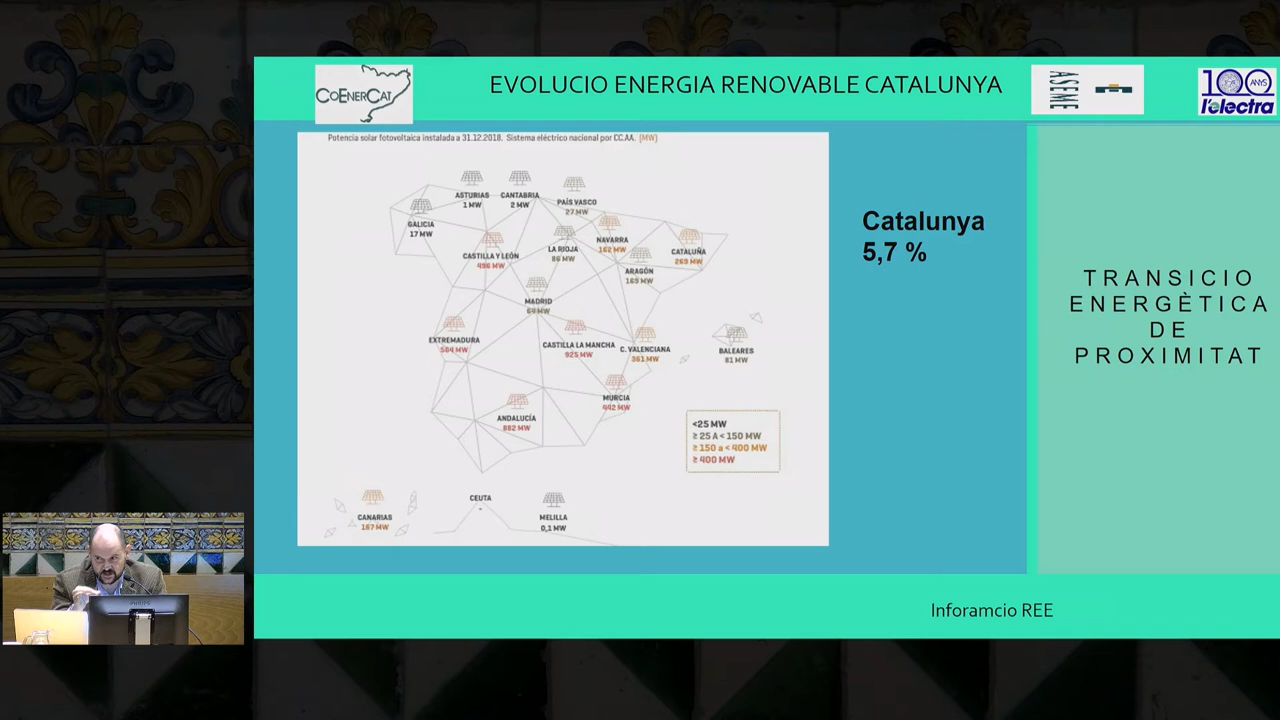 COENERCAT
EVOLUCIO ENERGIA RENOVABLE CATALUNYA
ASEME
100 ANYS
l'electra
Potencia solar fotovoltaica instalada a 31.12.2018. Sistema eléctrico nacional por CC.AA. (MW)
ASTURIAS
1 MW
CANTABRIA
2 MW
PAÍS VASCO
27 MW
GALICIA
17 MW
CASTILLA Y LEÓN
496 MW
LA RIOJA
86 MW
NAVARRA
162 MW
ARAGÓN
169 MW
CATALUÑA
269 MW
MADRID
64 MW
EXTREMADURA
564 MW
CASTILLA LA MANCHA
925 MW
C. VALENCIANA
361 MW
BALEARES
81 MW
MURCIA
442 MW
ANDALUCÍA
882 MW
<25 MW
≥ 25 A < 150 MW
≥ 150 a < 400 MW
≥ 400 MW
CANARIAS
167 MW
CEUTA
-
MELILLA
0,1 MW
Catalunya
5,7 %
TRANSICIO
ENERGÈTICA
DE
PROXIMITAT
Inforamcio REE
PHILIPS